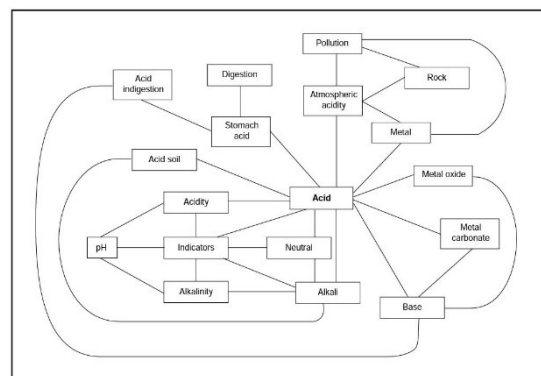 Pollution
Acid
indigestion
Digestion
Rock
Atmospheric
acidity
Stomach
acid
Metal
Acid soil
Metal oxide
Acidity
Acid
Metal
carbonate
pH
Indicators
Neutral
Alkalinity
Alkali
Base